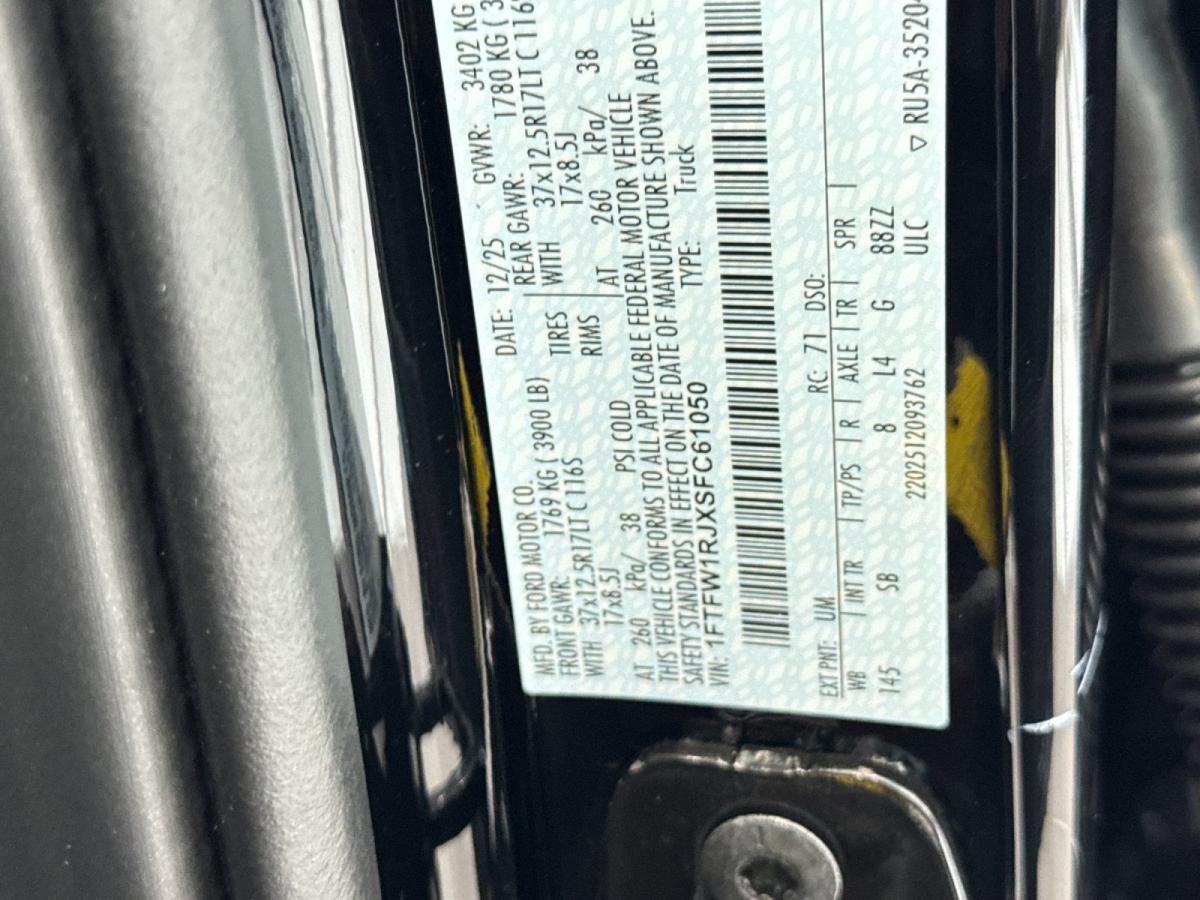 MFD. BY FORD MOTOR CO.
DATE: 12/25 GVWR: 3402 KG
FRONT GAWR: 1769 KG ( 3900 LB) REAR GAWR: 1780 KG (
WITH 37x12.5R17LT C 116S TIRES WITH 37x12.5R17LT C 116
17x8.5J RIMS 17x8.5J
AT 260 kPa/ 38 PSI COLD AT 260 kPa/ 38
THIS VEHICLE CONFORMS TO ALL APPLICABLE FEDERAL MOTOR VEHICLE
SAFETY STANDARDS IN EFFECT ON THE DATE OF MANUFACTURE SHOWN ABOVE.
VIN: 1FTFW1RJXSFC61050 TYPE: Truck
EXT PNT: UM RC: 71 DSO:
WB | INT TR | TP/PS | R | AXLE | TR | SPR |
145 SB 8 L4 G 88ZZ
2202512093762 ULC ▽ RU5A-3520